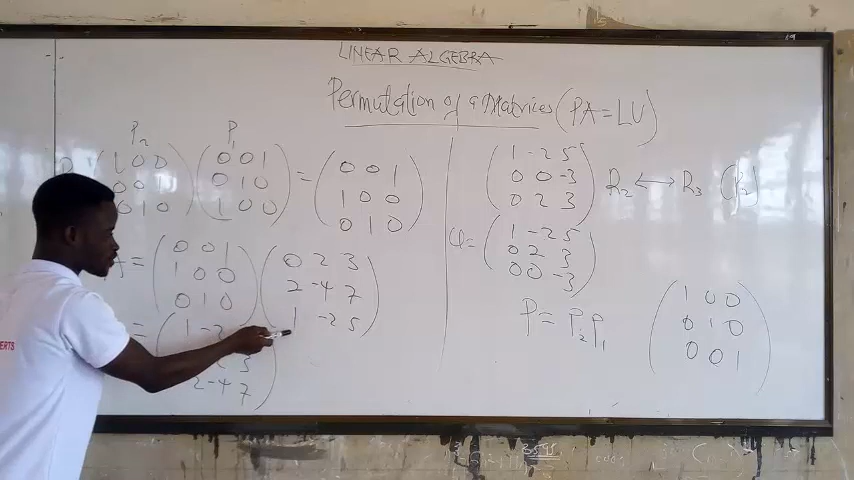 LINEAR ALGEBRA
Permutation of a Matrices (PA = LU)
P2 P1
1 0 0
0 0 1
0 1 0
0 0 1
0 1 0
1 0 0
=
0 0 1
1 0 0
0 1 0
A =
0 0 1
1 0 0
0 1 0
0 2 3
2 -4 7
1 -2 5
=
1 -2
3
2 -4 7
1 -2 5
0 0 -3
0 2 3
R2 ↔ R3 (P2)
U =
1 -2 5
0 2 3
0 0 -3
P = P2P1
1 0 0
0 1 0
0 0 1
ERTS